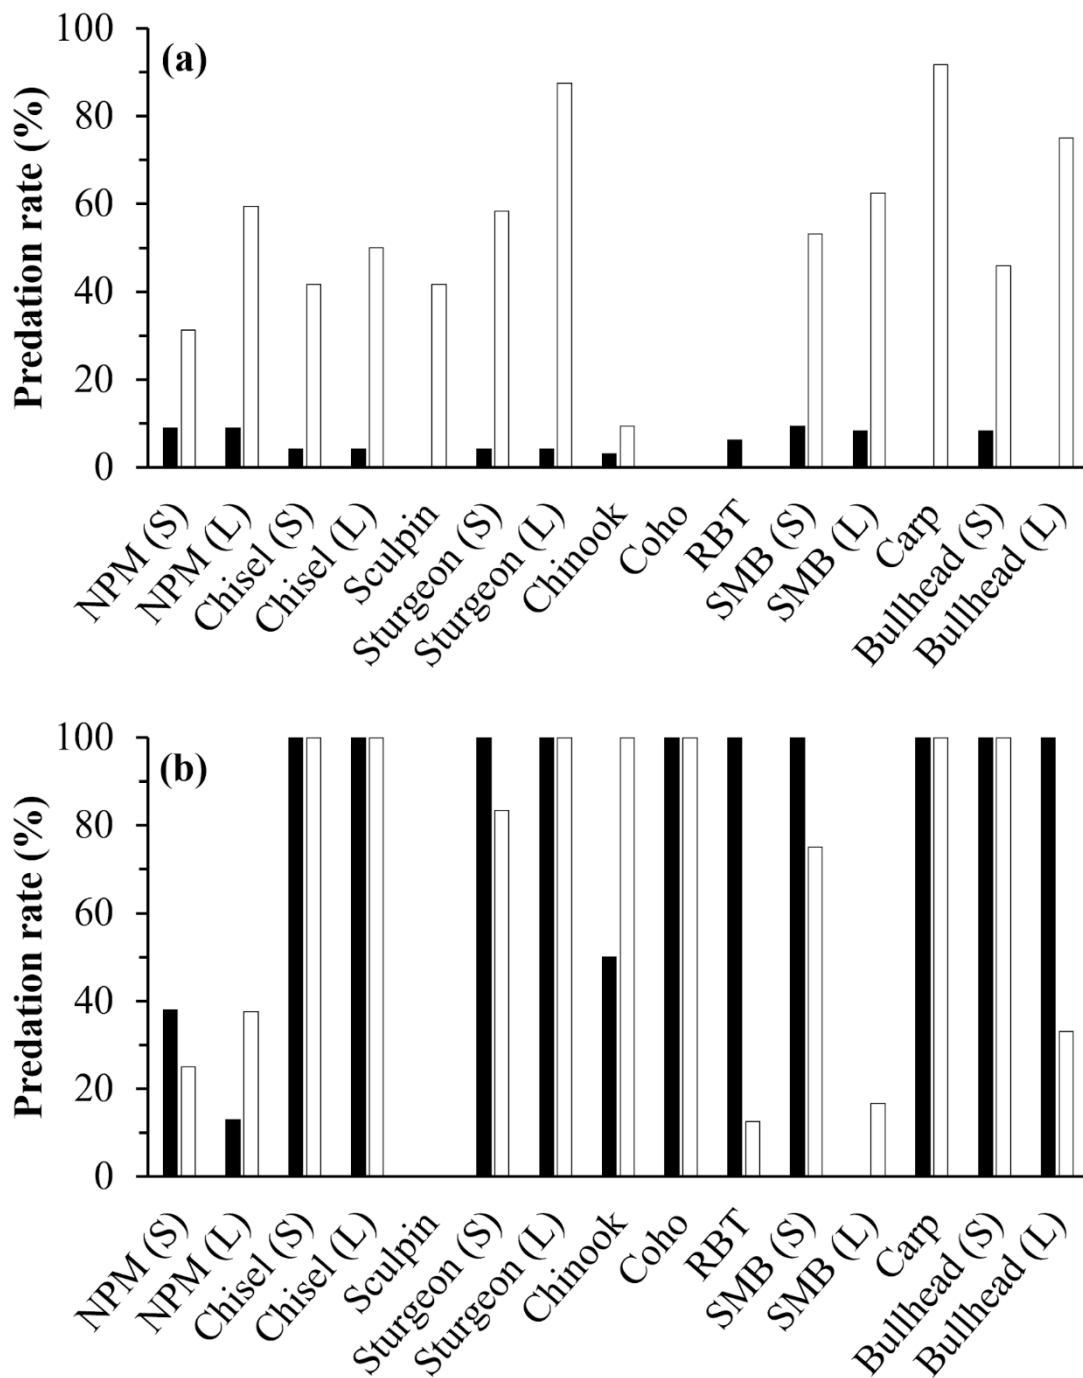 100
(a)
80
60
40
20
0
Predation rate (%)
NPM (S)
NPM (L)
Chisel (S)
Chisel (L)
Sculpin
Sturgeon (S)
Sturgeon (L)
Chinook
Coho
RBT
SMB (S)
SMB (L)
Carp
Bullhead (S)
Bullhead (L)
100
(b)
80
60
40
20
0
Predation rate (%)
NPM (S)
NPM (L)
Chisel (S)
Chisel (L)
Sculpin
Sturgeon (S)
Sturgeon (L)
Chinook
Coho
RBT
SMB (S)
SMB (L)
Carp
Bullhead (S)
Bullhead (L)